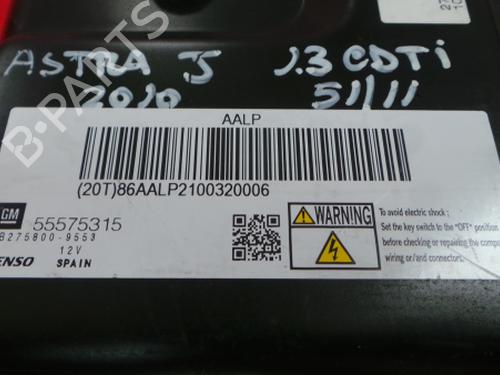 ASTRA J 1.3 CDTi
2010 51/11
AALP
(20T)86AALP2100320006
GM 55575315
275800-9553
12V
SPAIN
WARNING
To avoid electric shock;
Set the key switch to the "OFF" position
before checking or repairing the
wiring or/and connectors.
B-PARTS